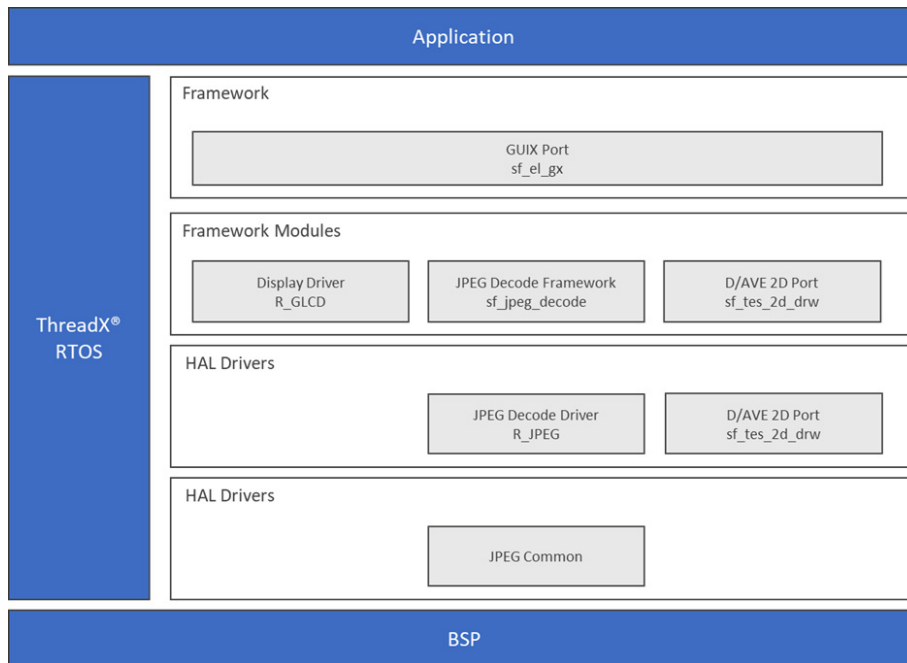 Application
ThreadX®
RTOS
Framework
GUIX Port
sf_el_gx
Framework Modules
Display Driver
R_GLCD
JPEG Decode Framework
sf_jpeg_decode
D/AVE 2D Port
sf_tes_2d_drw
HAL Drivers
JPEG Decode Driver
R_JPEG
D/AVE 2D Port
sf_tes_2d_drw
HAL Drivers
JPEG Common
BSP